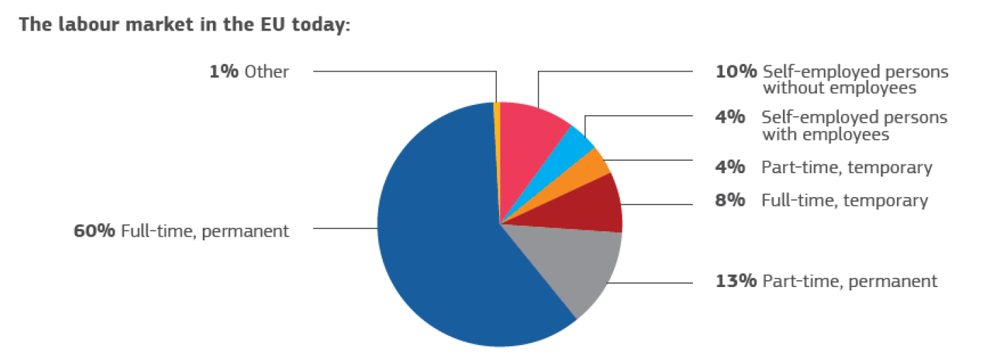 The labour market in the EU today:
1% Other
10% Self-employed persons
without employees
4% Self-employed persons
with employees
4% Part-time, temporary
8% Full-time, temporary
60% Full-time, permanent
13% Part-time, permanent